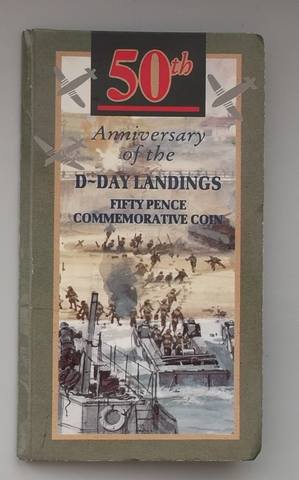 50th
Anniversary
of the
D~DAY LANDINGS
FIFTY PENCE
COMMEMORATIVE COIN